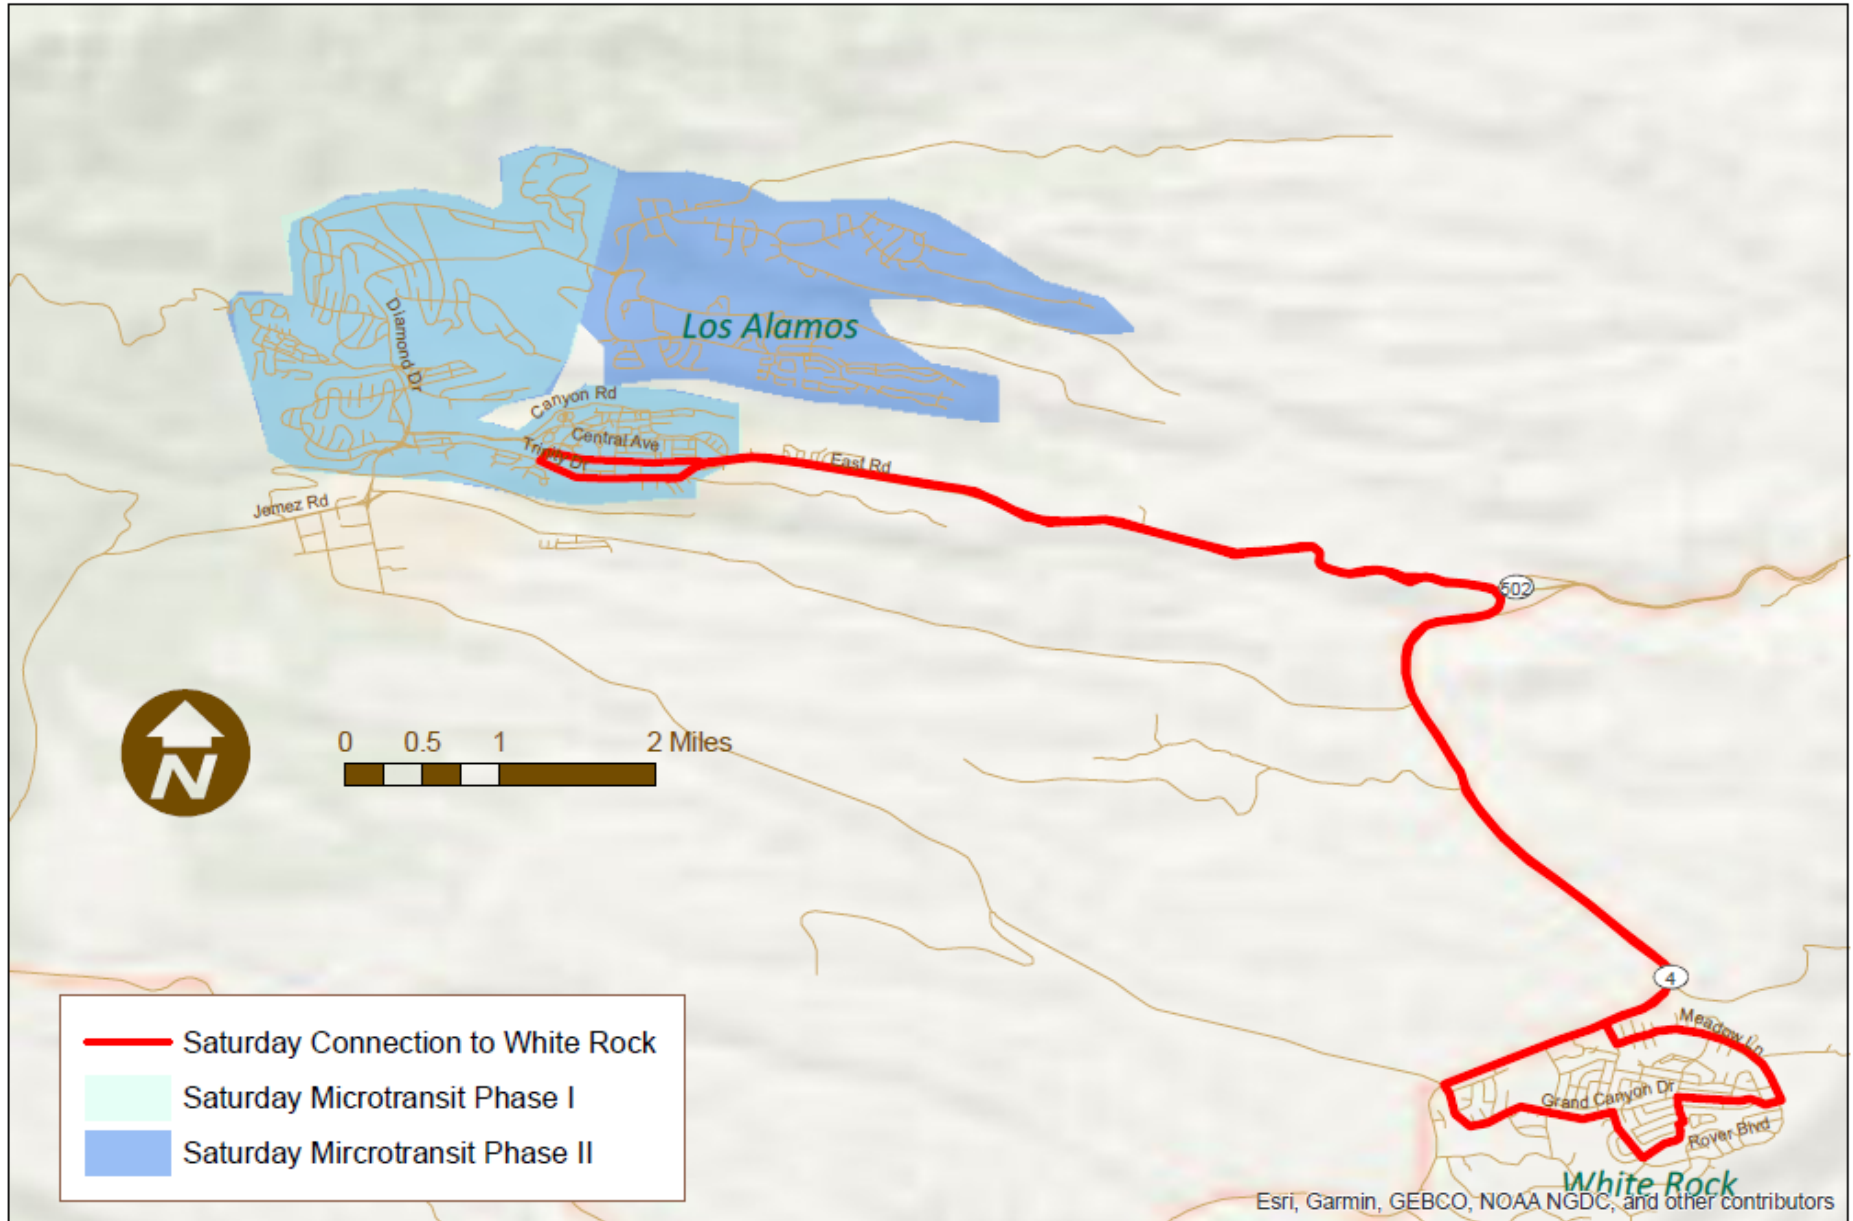 Los Alamos
Diamond Dr
Canyon Rd
Central Ave
Trinity Dr
East Rd
Jemez Rd
502
0 0.5 1 2 Miles
N
4
Meadow Ln
Grand Canyon Dr
Rover Blvd
White Rock
Saturday Connection to White Rock
Saturday Microtransit Phase I
Saturday Mircrotransit Phase II
Esri, Garmin, GEBCO, NOAA NGDC, and other contributors